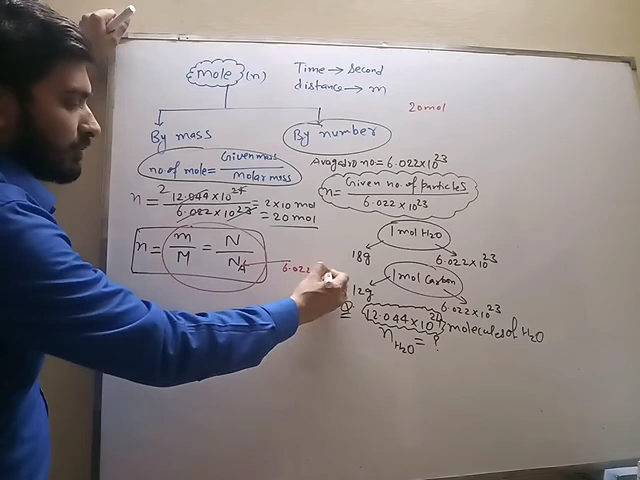 mole (n)
Time → Second
distance → m
20mol
By mass
By number
no. of mole = Given mass / Molar mass
Avogadro no = 6.022×10²³
n = Given no. of particles / 6.022×10²³
n = 12.044×10²⁴ / 6.022×10²³ = 2×10 mol
2
= 20 mol
1 mol H₂O
18g
6.022×10²³
n = m/M = N/N_A
6.022
1 mol Carbon
12g
6.022×10²³
Q 12.044×10²⁴ molecules of H₂O
n_H₂O = ?